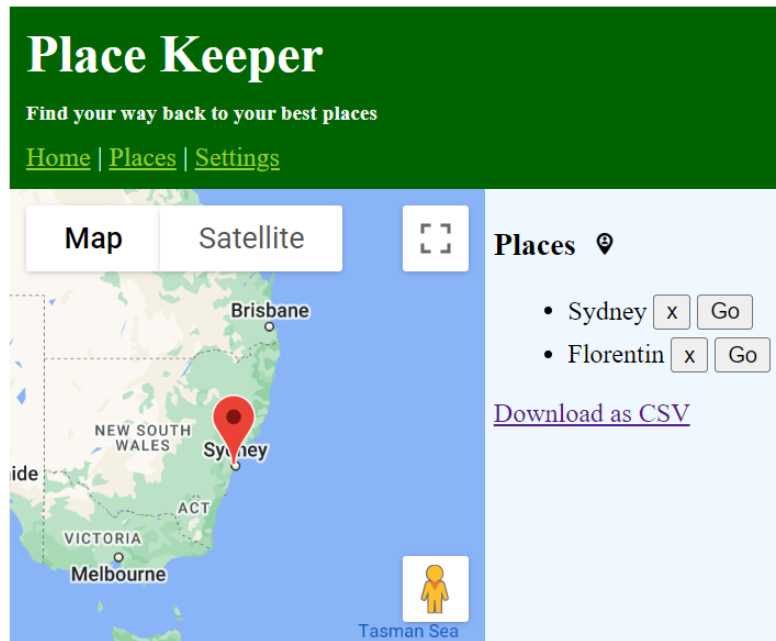 Place Keeper
Find your way back to your best places
Home | Places | Settings
Map
Satellite
Brisbane
NEW SOUTH
WALES
Sydney
ide
ACT
VICTORIA
Melbourne
Tasman Sea
Places
Sydney x Go
Florentin x Go
Download as CSV